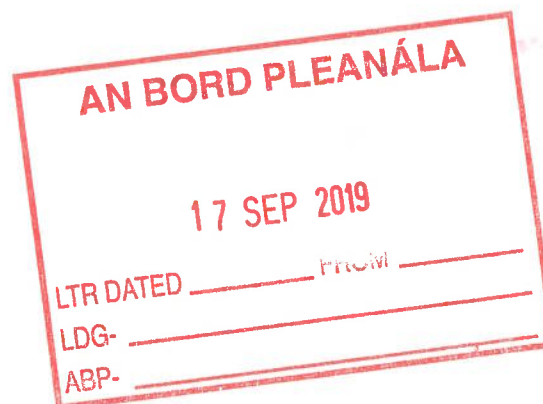 AN BORD PLEANÁLA
17 SEP 2019
LTR DATED FROM
LDG-
ABP-